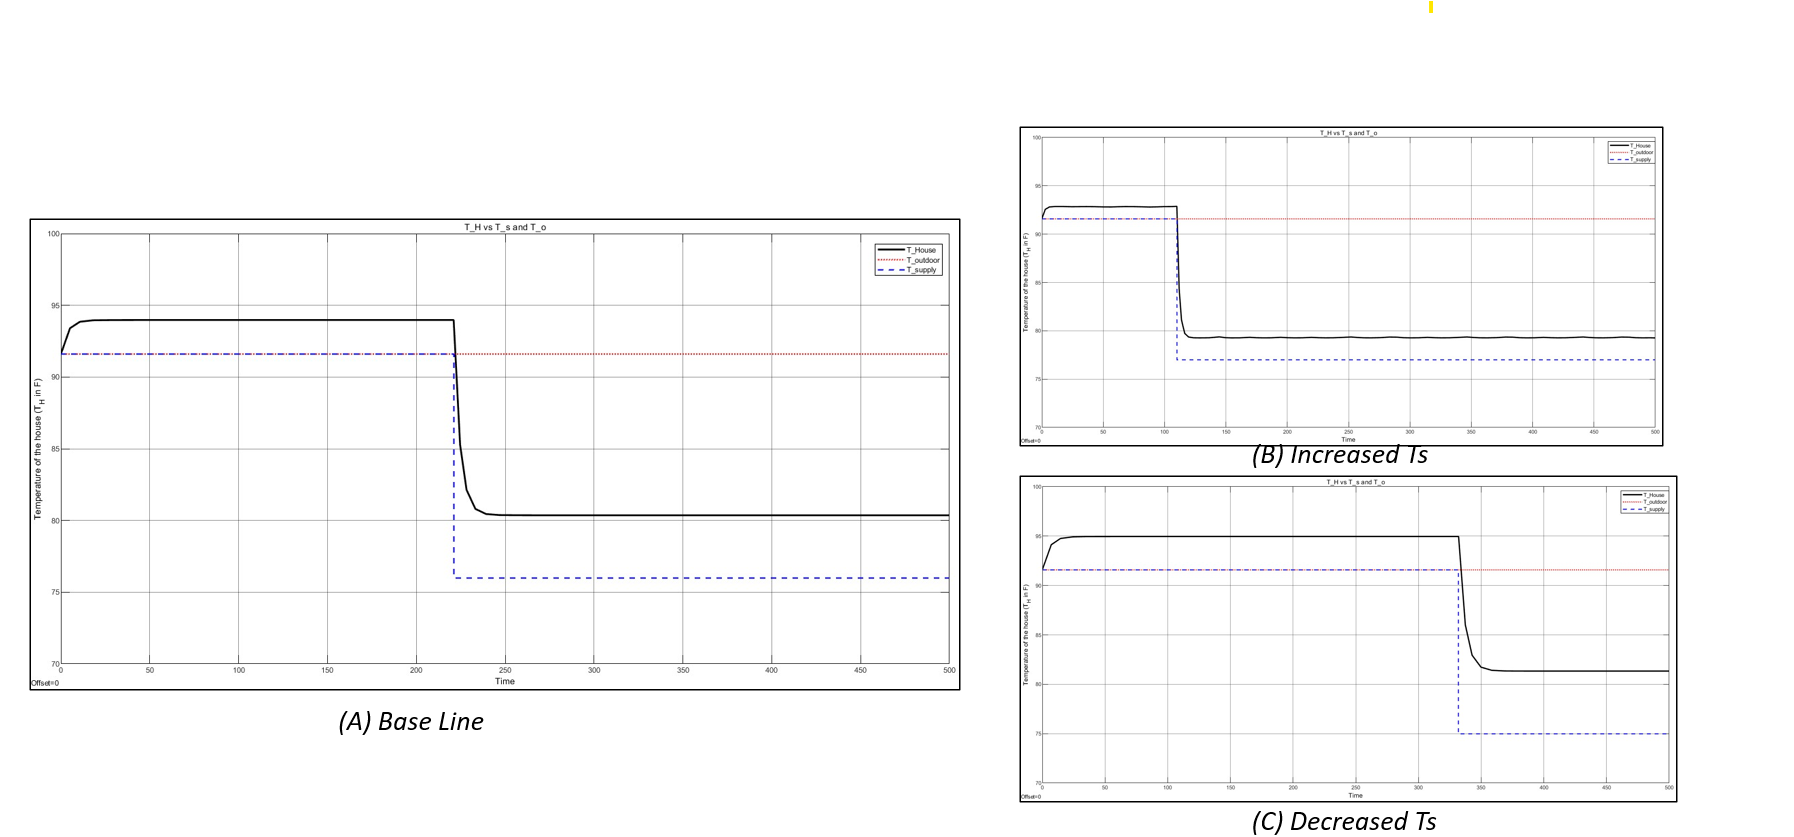 T_H vs T_s and T_o
T_House
T_outdoor
T_supply
Temperature of the house (T_H in F)
100
95
90
85
80
75
70
0 50 100 150 200 250 300 350 400 450 500
Offset=0
Time
(A) Base Line
T_H vs T_s and T_o
T_House
T_outdoor
T_supply
Temperature of the house (T_H in F)
100
95
90
85
80
75
70
0 50 100 150 200 250 300 350 400 450 500
Time
Offset=0
(B) Increased Ts
T_H vs T_s and T_o
T_House
T_outdoor
T_supply
Temperature of the house (T_H in F)
100
95
90
85
80
75
70
0 50 100 150 200 250 300 350 400 450 500
Time
Offset=0
(C) Decreased Ts